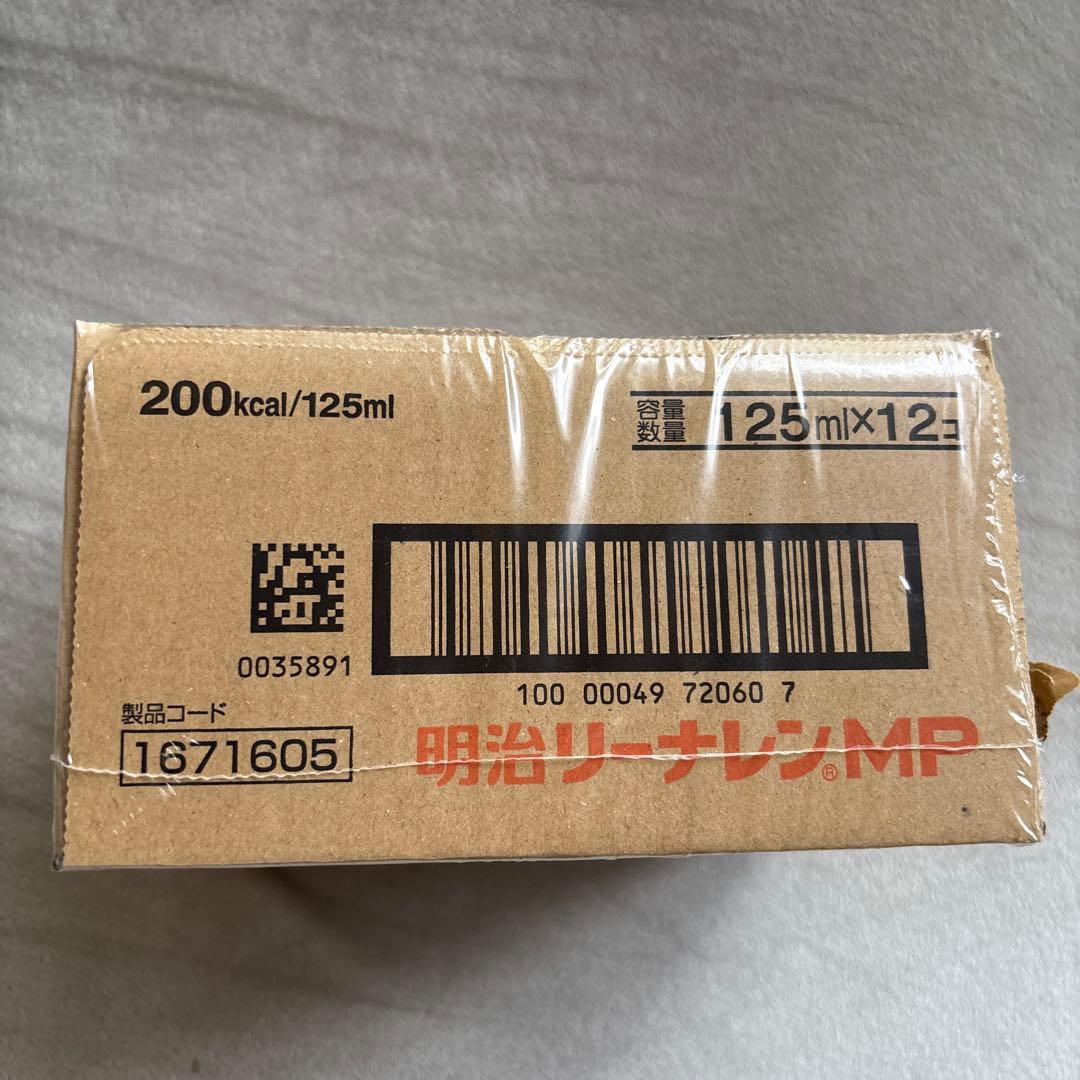 200kcal/125ml
容量
数量 125ml×12コ
0035891
100 00049 72060 7
製品コード
1671605
明治リーナレン®MP